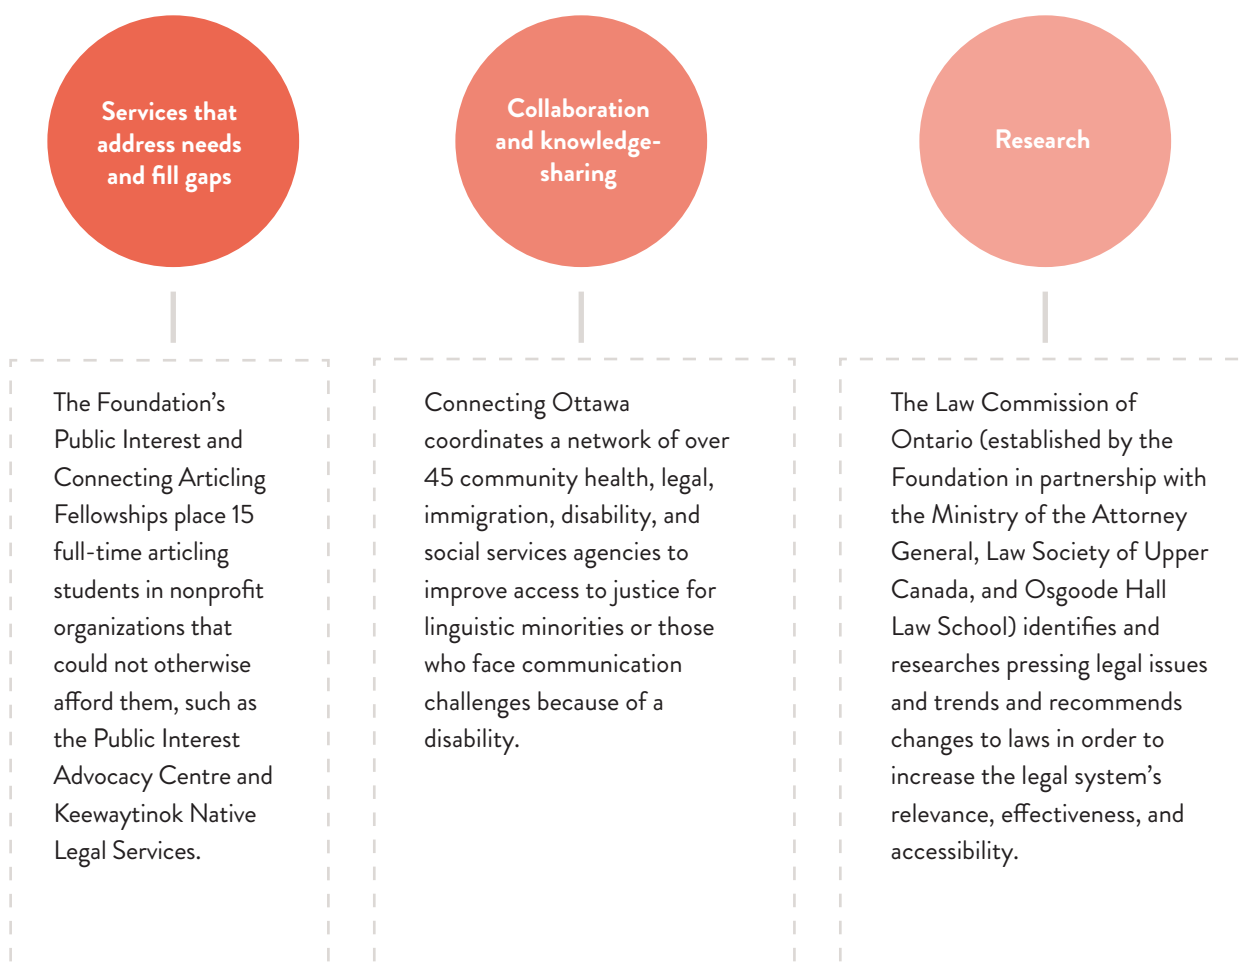 Services that
address needs
and fill gaps
The Foundation’s
Public Interest and
Connecting Articling
Fellowships place 15
full-time articling
students in nonprofit
organizations that
could not otherwise
afford them, such as
the Public Interest
Advocacy Centre and
Keewaytinok Native
Legal Services.
Collaboration
and knowledge-
sharing
Connecting Ottawa
coordinates a network of over
45 community health, legal,
immigration, disability, and
social services agencies to
improve access to justice for
linguistic minorities or those
who face communication
challenges because of a
disability.
Research
The Law Commission of
Ontario (established by the
Foundation in partnership with
the Ministry of the Attorney
General, Law Society of Upper
Canada, and Osgoode Hall
Law School) identifies and
researches pressing legal issues
and trends and recommends
changes to laws in order to
increase the legal system’s
relevance, effectiveness, and
accessibility.